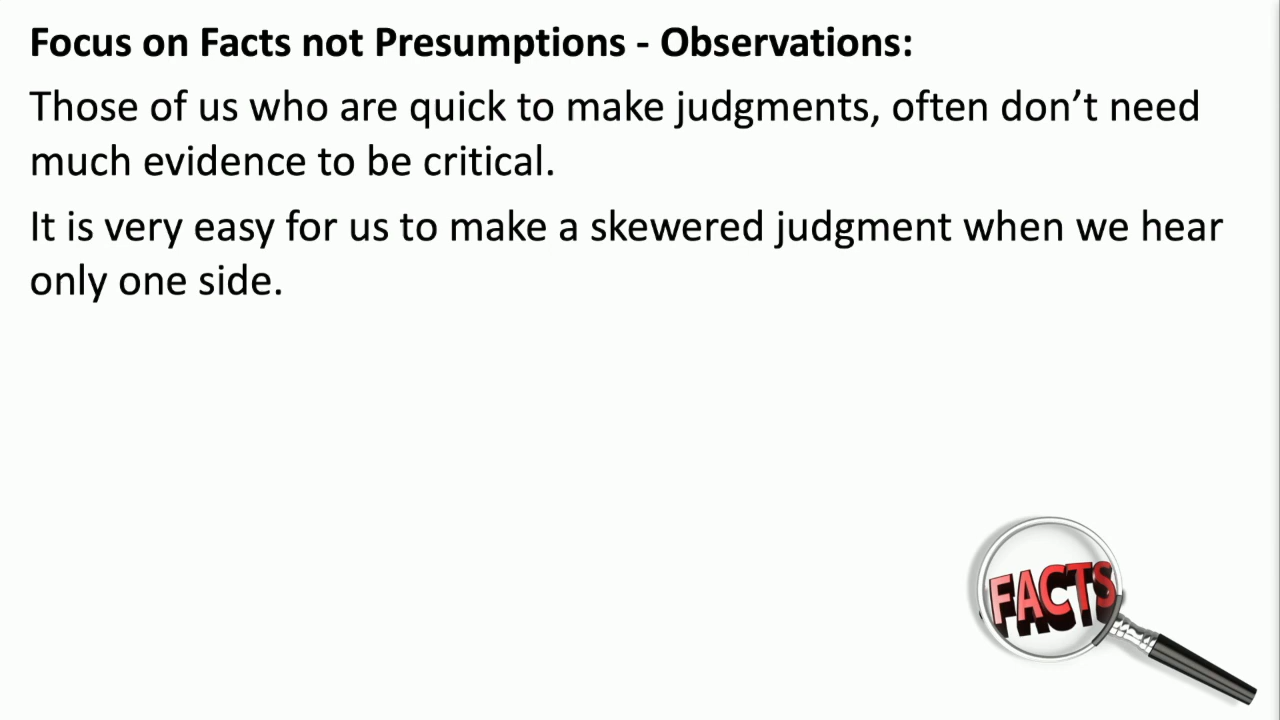 Focus on Facts not Presumptions - Observations:
Those of us who are quick to make judgments, often don’t need
much evidence to be critical.
It is very easy for us to make a skewered judgment when we hear
only one side.
FACTS